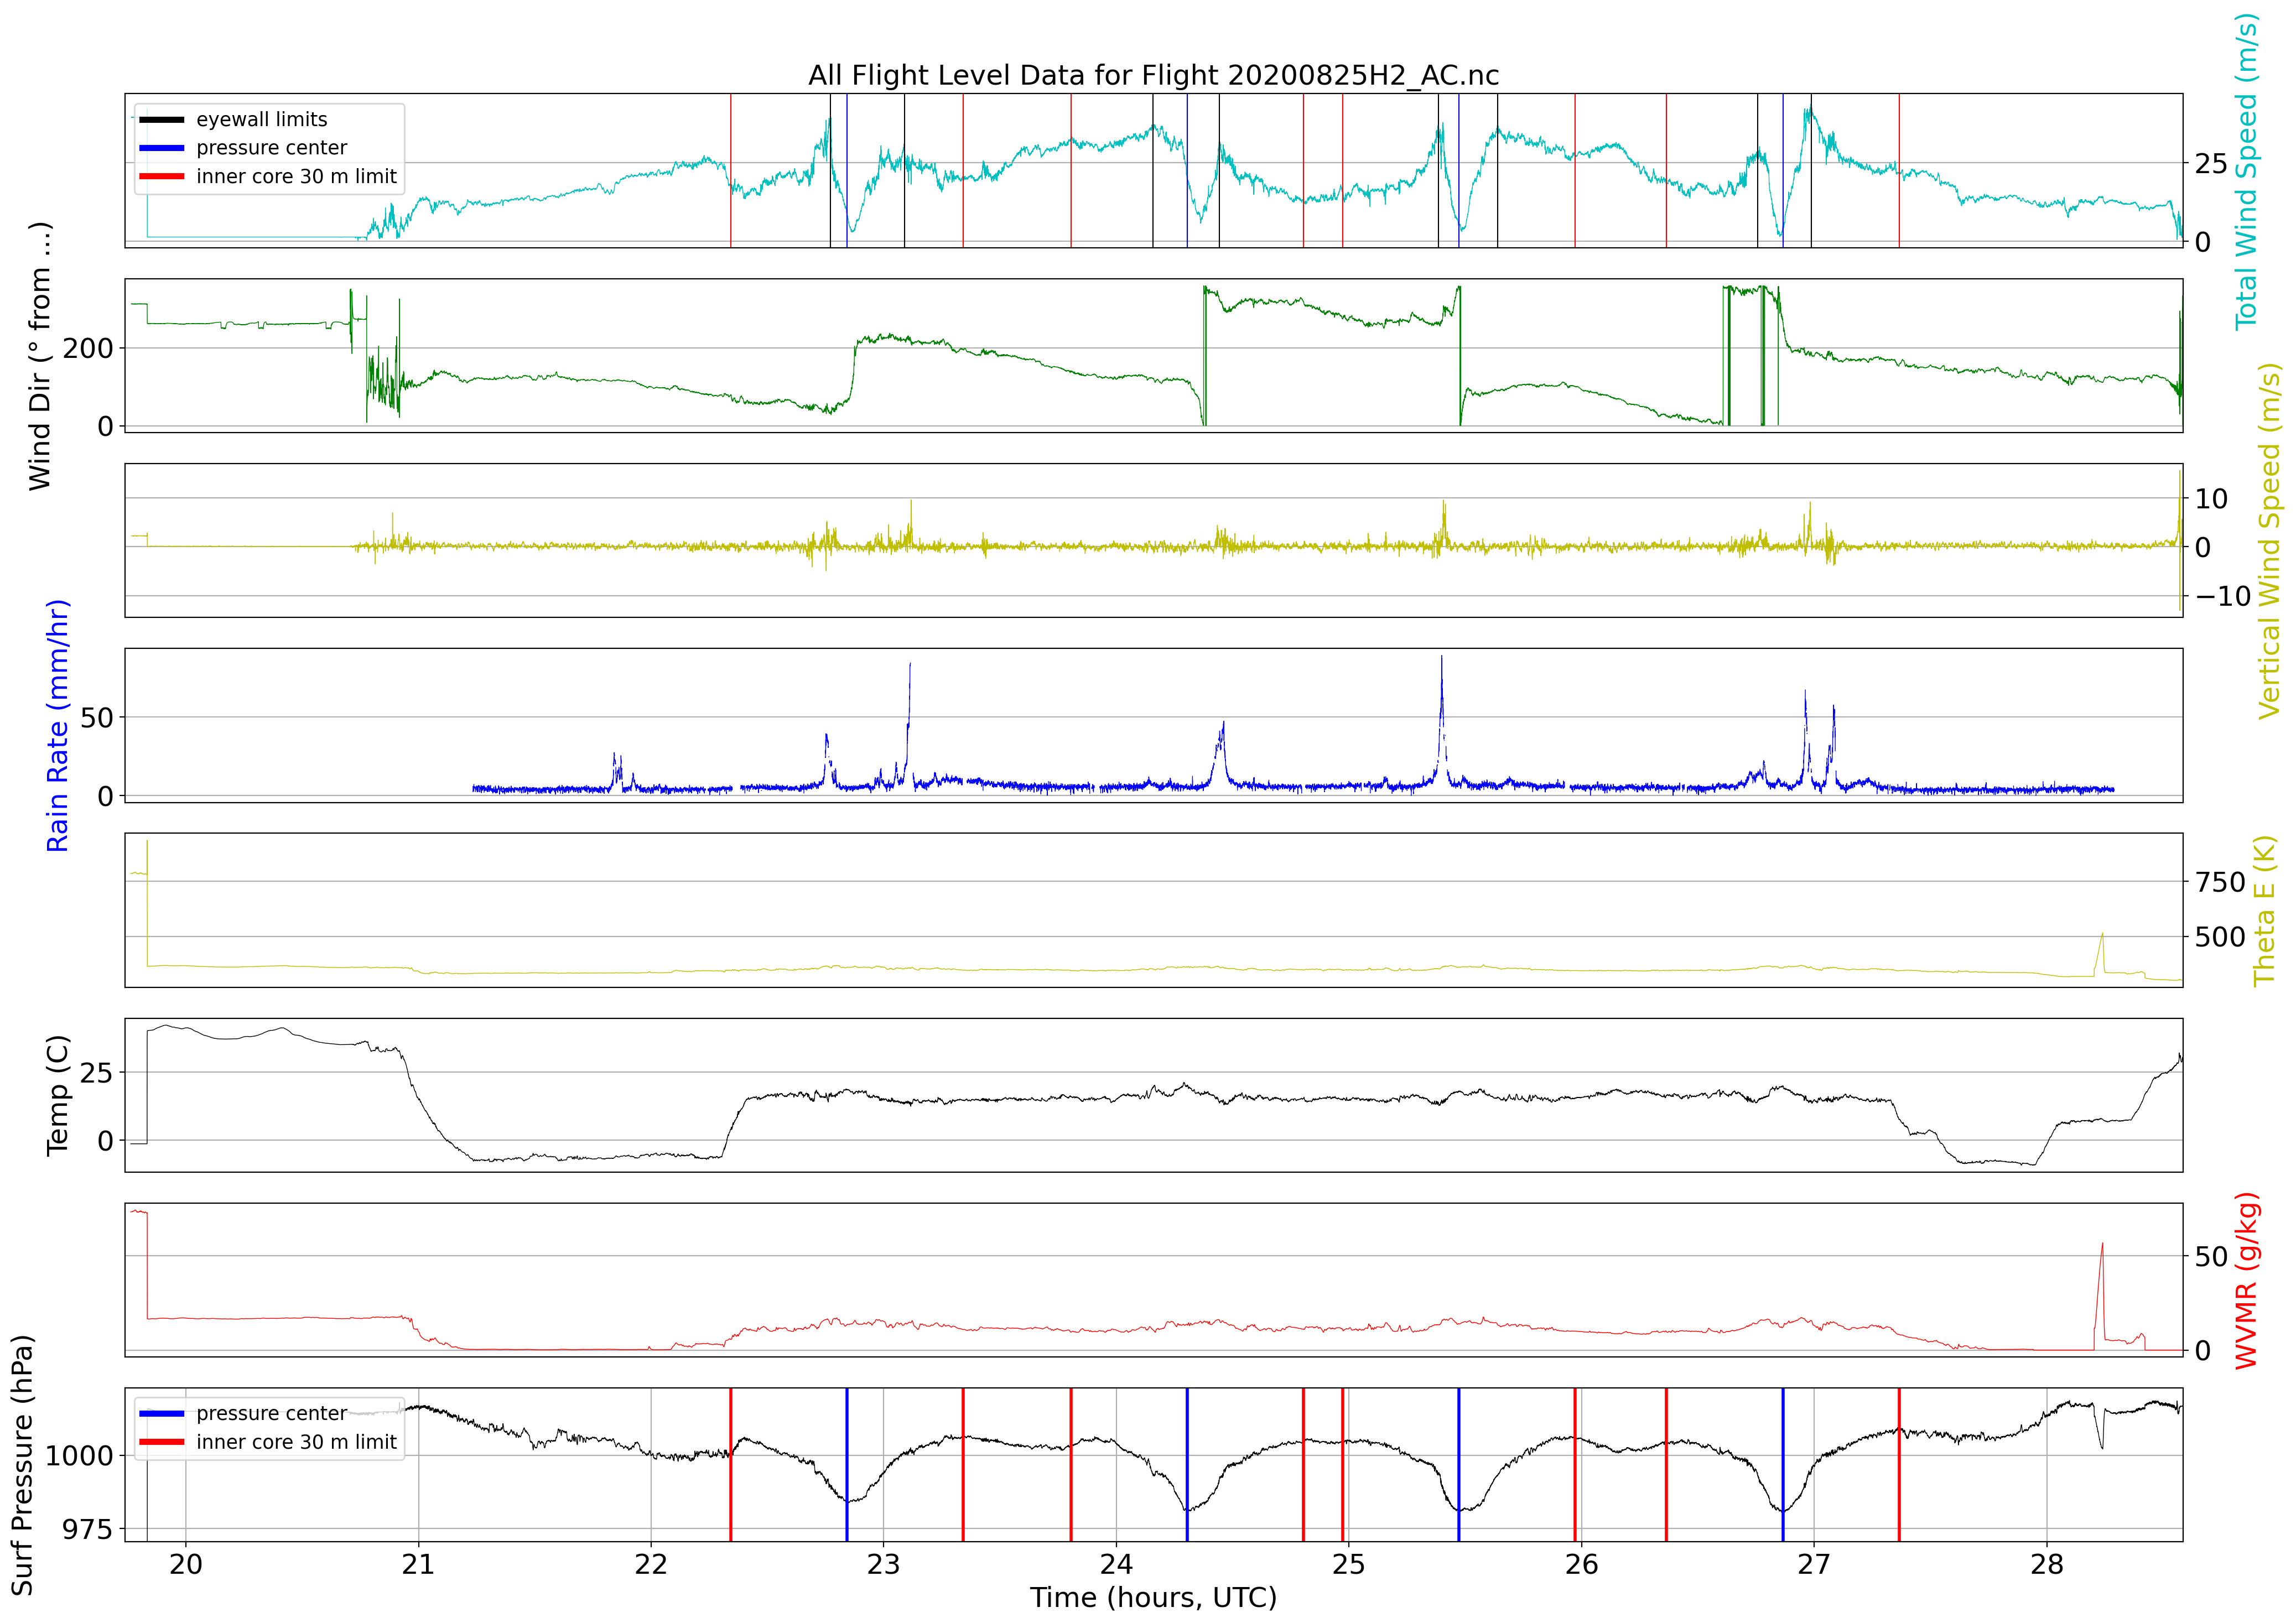 All Flight Level Data for Flight 20200825H2_AC.nc
eyewall limits
pressure center
inner core 30 m limit
25
0
Total Wind Speed (m/s)
Wind Dir (° from ...)
200
0
10
0
−10
Vertical Wind Speed (m/s)
Rain Rate (mm/hr)
50
0
750
500
Theta E (K)
Temp (C)
25
0
50
0
WVMR (g/kg)
Surf Pressure (hPa)
pressure center
inner core 30 m limit
1000
975
20 21 22 23 24 25 26 27 28
Time (hours, UTC)